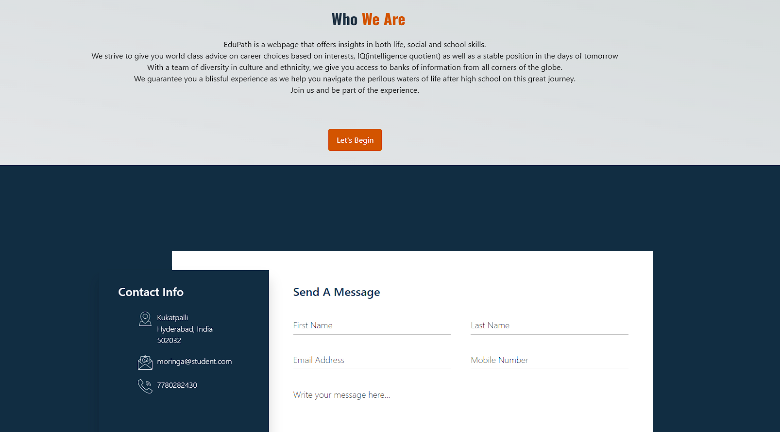 Who We Are
EduPath is a webpage that offers insights in both life, social and school skills.
We strive to give you world class advice on career choices based on interests, IQ(intelligence quotient) as well as a stable position in the days of tomorrow
With a team of diversity in culture and ethnicity, we give you access to banks of information from all corners of the globe.
We guarantee you a blissful experience as we help you navigate the perilous waters of life after high school on this great journey.
Join us and be part of the experience.
Let's Begin
Contact Info
Kukatpalli
Hyderabad, India
502032
moringa@student.com
7780282430
Send A Message
First Name
Last Name
Email Address
Mobile Number
Write your message here...